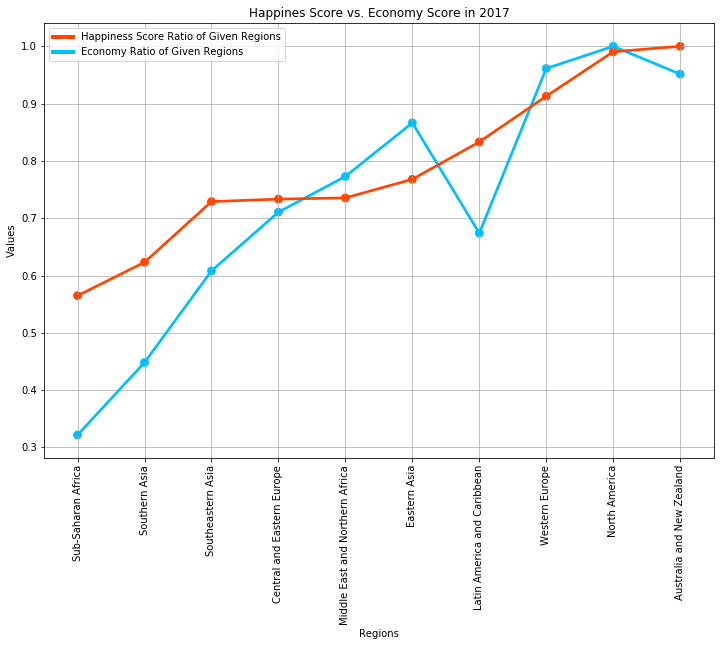 Happines Score vs. Economy Score in 2017
Happiness Score Ratio of Given Regions
Economy Ratio of Given Regions
1.0
0.9
0.8
0.7
0.6
0.5
0.4
0.3
Values
Sub-Saharan Africa
Southern Asia
Southeastern Asia
Central and Eastern Europe
Middle East and Northern Africa
Eastern Asia
Latin America and Caribbean
Western Europe
North America
Australia and New Zealand
Regions